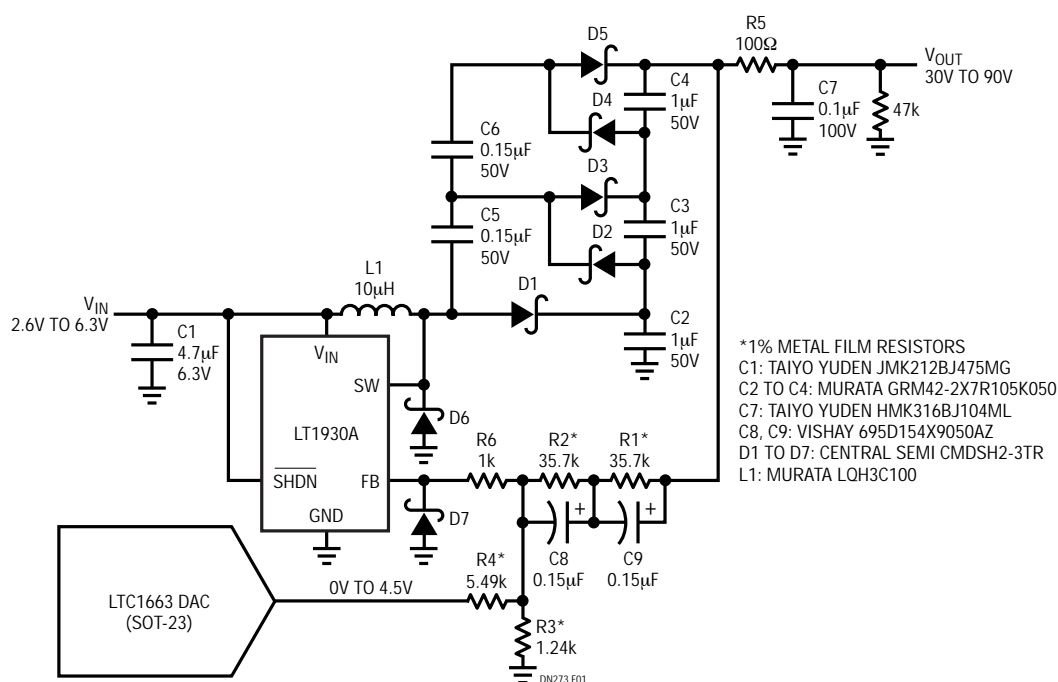 D5
R5
100Ω
VOUT
30V TO 90V
C4
1µF
50V
D4
C7
0.1µF
100V
47k
C6
0.15µF
50V
D3
C5
0.15µF
50V
C3
1µF
50V
D2
L1
10µH
D1
VIN
2.6V TO 6.3V
C1
4.7µF
6.3V
C2
1µF
50V
VIN
SW
LT1930A
SHDN
FB
GND
D6
D7
R6
1k
R2*
35.7k
R1*
35.7k
+
+
C8
0.15µF
C9
0.15µF
*1% METAL FILM RESISTORS
C1: TAIYO YUDEN JMK212BJ475MG
C2 TO C4: MURATA GRM42-2X7R105K050
C7: TAIYO YUDEN HMK316BJ104ML
C8, C9: VISHAY 695D154X9050AZ
D1 TO D7: CENTRAL SEMI CMDSH2-3TR
L1: MURATA LQH3C100
LTC1663 DAC
(SOT-23)
0V TO 4.5V
R4*
5.49k
R3*
1.24k
DN273 F01